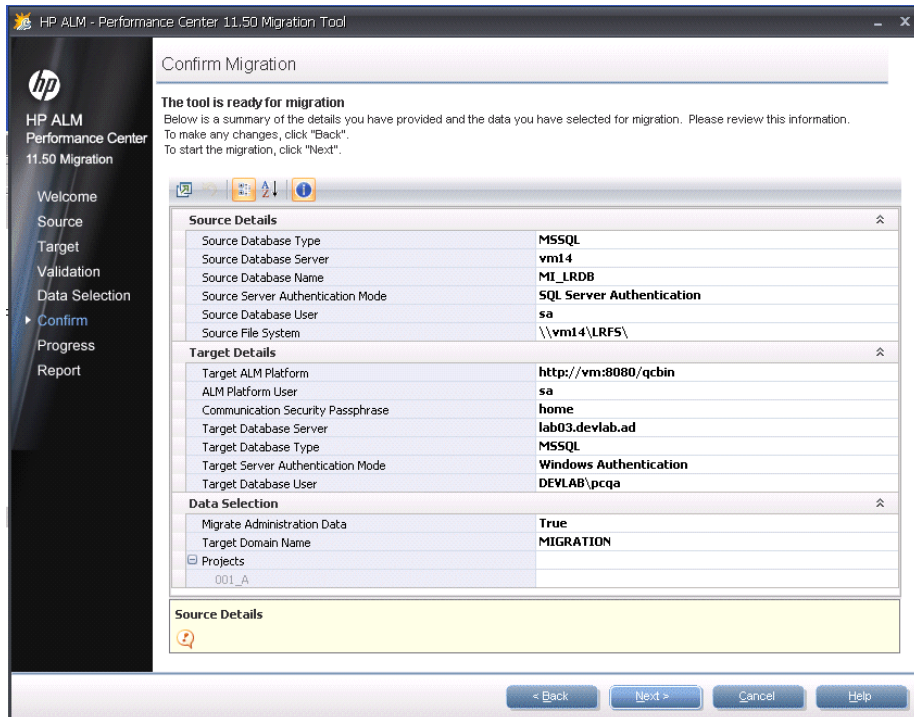 HP ALM - Performance Center 11.50 Migration Tool
hp
HP ALM
Performance Center
11.50 Migration
Welcome
Source
Target
Validation
Data Selection
Confirm
Progress
Report
Confirm Migration
The tool is ready for migration
Below is a summary of the details you have provided and the data you have selected for migration. Please review this information.
To make any changes, click "Back".
To start the migration, click "Next".
Source Details
Source Database Type MSSQL
Source Database Server vm14
Source Database Name MI_LRDB
Source Server Authentication Mode SQL Server Authentication
Source Database User sa
Source File System \\vm14\LRFS\
Target Details
Target ALM Platform http://vm:8080/qcbin
ALM Platform User sa
Communication Security Passphrase home
Target Database Server lab03.devlab.ad
Target Database Type MSSQL
Target Server Authentication Mode Windows Authentication
Target Database User DEVLAB\pcqa
Data Selection
Migrate Administration Data True
Target Domain Name MIGRATION
Projects
001_A
Source Details
< Back Next > Cancel Help